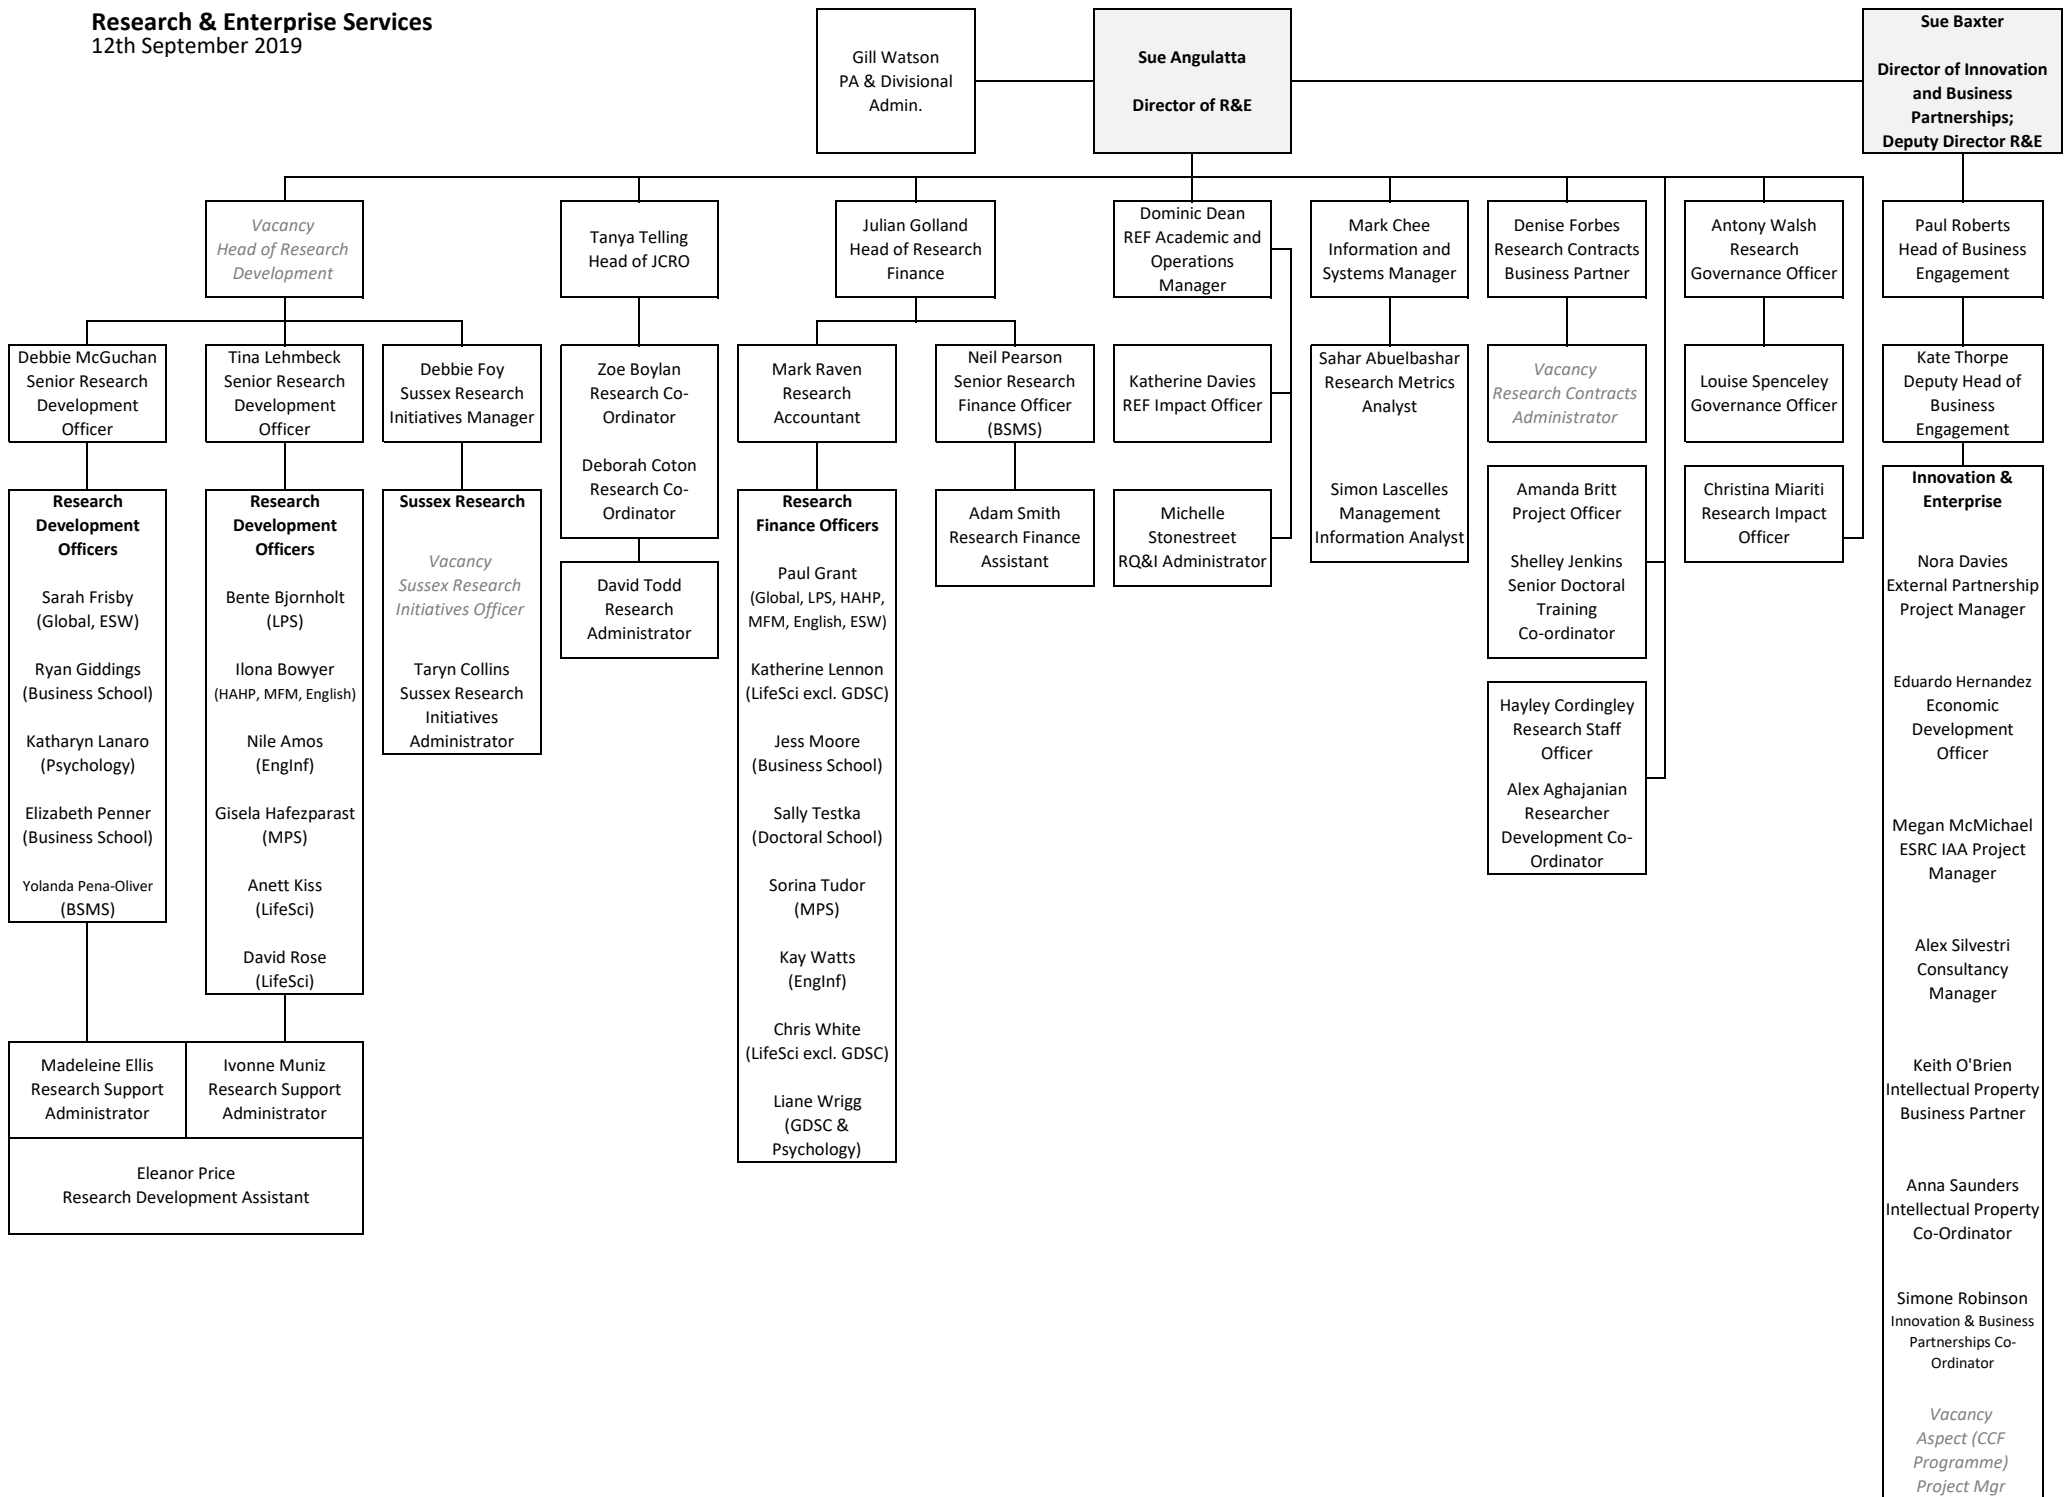 Research & Enterprise Services
12th September 2019
Gill Watson
PA & Divisional
Admin.
Sue Angulatta
Director of R&E
Sue Baxter
Director of Innovation
and Business
Partnerships;
Deputy Director R&E
Vacancy
Head of Research
Development
Tanya Telling
Head of JCRO
Julian Golland
Head of Research
Finance
Dominic Dean
REF Academic and
Operations
Manager
Mark Chee
Information and
Systems Manager
Denise Forbes
Research Contracts
Business Partner
Antony Walsh
Research
Governance Officer
Paul Roberts
Head of Business
Engagement
Debbie McGuchan
Senior Research
Development
Officer
Tina Lehmbeck
Senior Research
Development
Officer
Debbie Foy
Sussex Research
Initiatives Manager
Zoe Boylan
Research Co-
Ordinator
Deborah Coton
Research Co-
Ordinator
Mark Raven
Research
Accountant
Neil Pearson
Senior Research
Finance Officer
(BSMS)
Katherine Davies
REF Impact Officer
Sahar Abuelbashar
Research Metrics
Analyst
Simon Lascelles
Management
Information Analyst
Vacancy
Research Contracts
Administrator
Louise Spenceley
Governance Officer
Kate Thorpe
Deputy Head of
Business
Engagement
Research
Development
Officers
Sarah Frisby
(Global, ESW)
Ryan Giddings
(Business School)
Katharyn Lanaro
(Psychology)
Elizabeth Penner
(Business School)
Yolanda Pena-Oliver
(BSMS)
Research
Development
Officers
Bente Bjornholt
(LPS)
Ilona Bowyer
(HAHP, MFM, English)
Nile Amos
(EngInf)
Gisela Hafezparast
(MPS)
Anett Kiss
(LifeSci)
David Rose
(LifeSci)
Sussex Research
Vacancy
Sussex Research
Initiatives Officer
Taryn Collins
Sussex Research
Initiatives
Administrator
David Todd
Research
Administrator
Research
Finance Officers
Paul Grant
(Global, LPS, HAHP,
MFM, English, ESW)
Katherine Lennon
(LifeSci excl. GDSC)
Jess Moore
(Business School)
Sally Testka
(Doctoral School)
Sorina Tudor
(MPS)
Kay Watts
(EngInf)
Chris White
(LifeSci excl. GDSC)
Liane Wrigg
(GDSC &
Psychology)
Adam Smith
Research Finance
Assistant
Michelle
Stonestreet
RQ&I Administrator
Amanda Britt
Project Officer
Shelley Jenkins
Senior Doctoral
Training
Co-ordinator
Hayley Cordingley
Research Staff
Officer
Alex Aghajanian
Researcher
Development Co-
Ordinator
Christina Miariti
Research Impact
Officer
Innovation &
Enterprise
Nora Davies
External Partnership
Project Manager
Eduardo Hernandez
Economic
Development
Officer
Megan McMichael
ESRC IAA Project
Manager
Alex Silvestri
Consultancy
Manager
Keith O'Brien
Intellectual Property
Business Partner
Anna Saunders
Intellectual Property
Co-Ordinator
Simone Robinson
Innovation & Business
Partnerships Co-
Ordinator
Vacancy
Aspect (CCF
Programme)
Project Mgr
Madeleine Ellis
Research Support
Administrator
Ivonne Muniz
Research Support
Administrator
Eleanor Price
Research Development Assistant